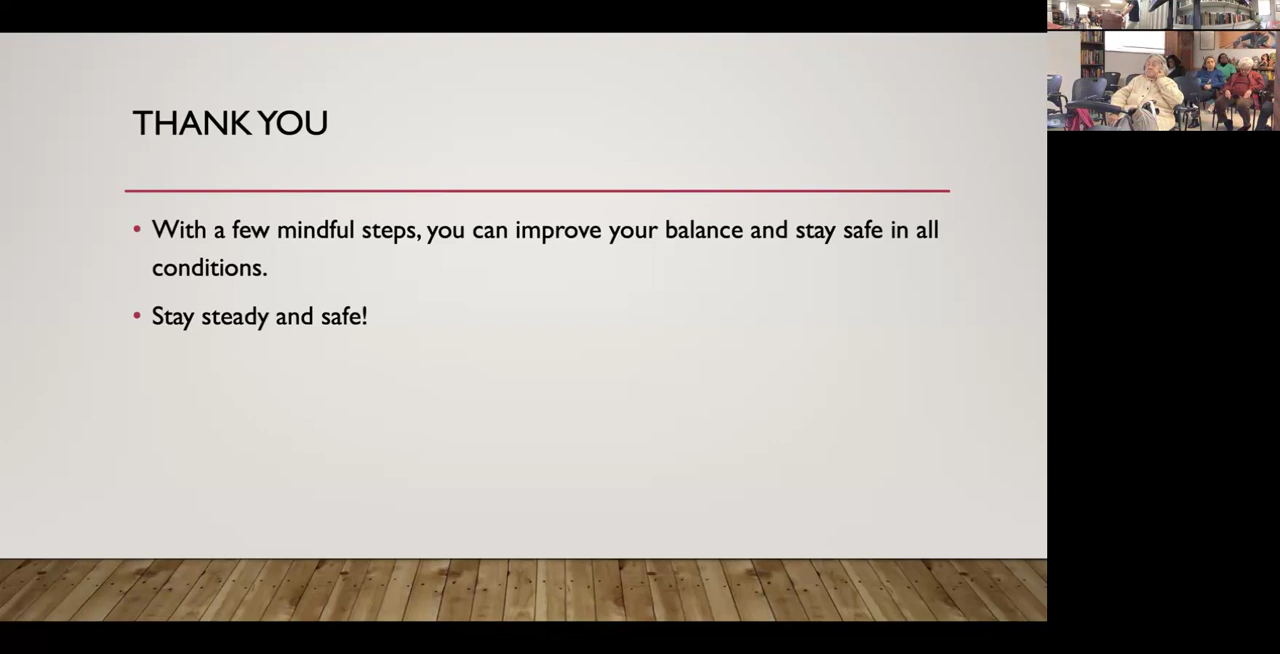 THANK YOU
• With a few mindful steps, you can improve your balance and stay safe in all
conditions.
• Stay steady and safe!